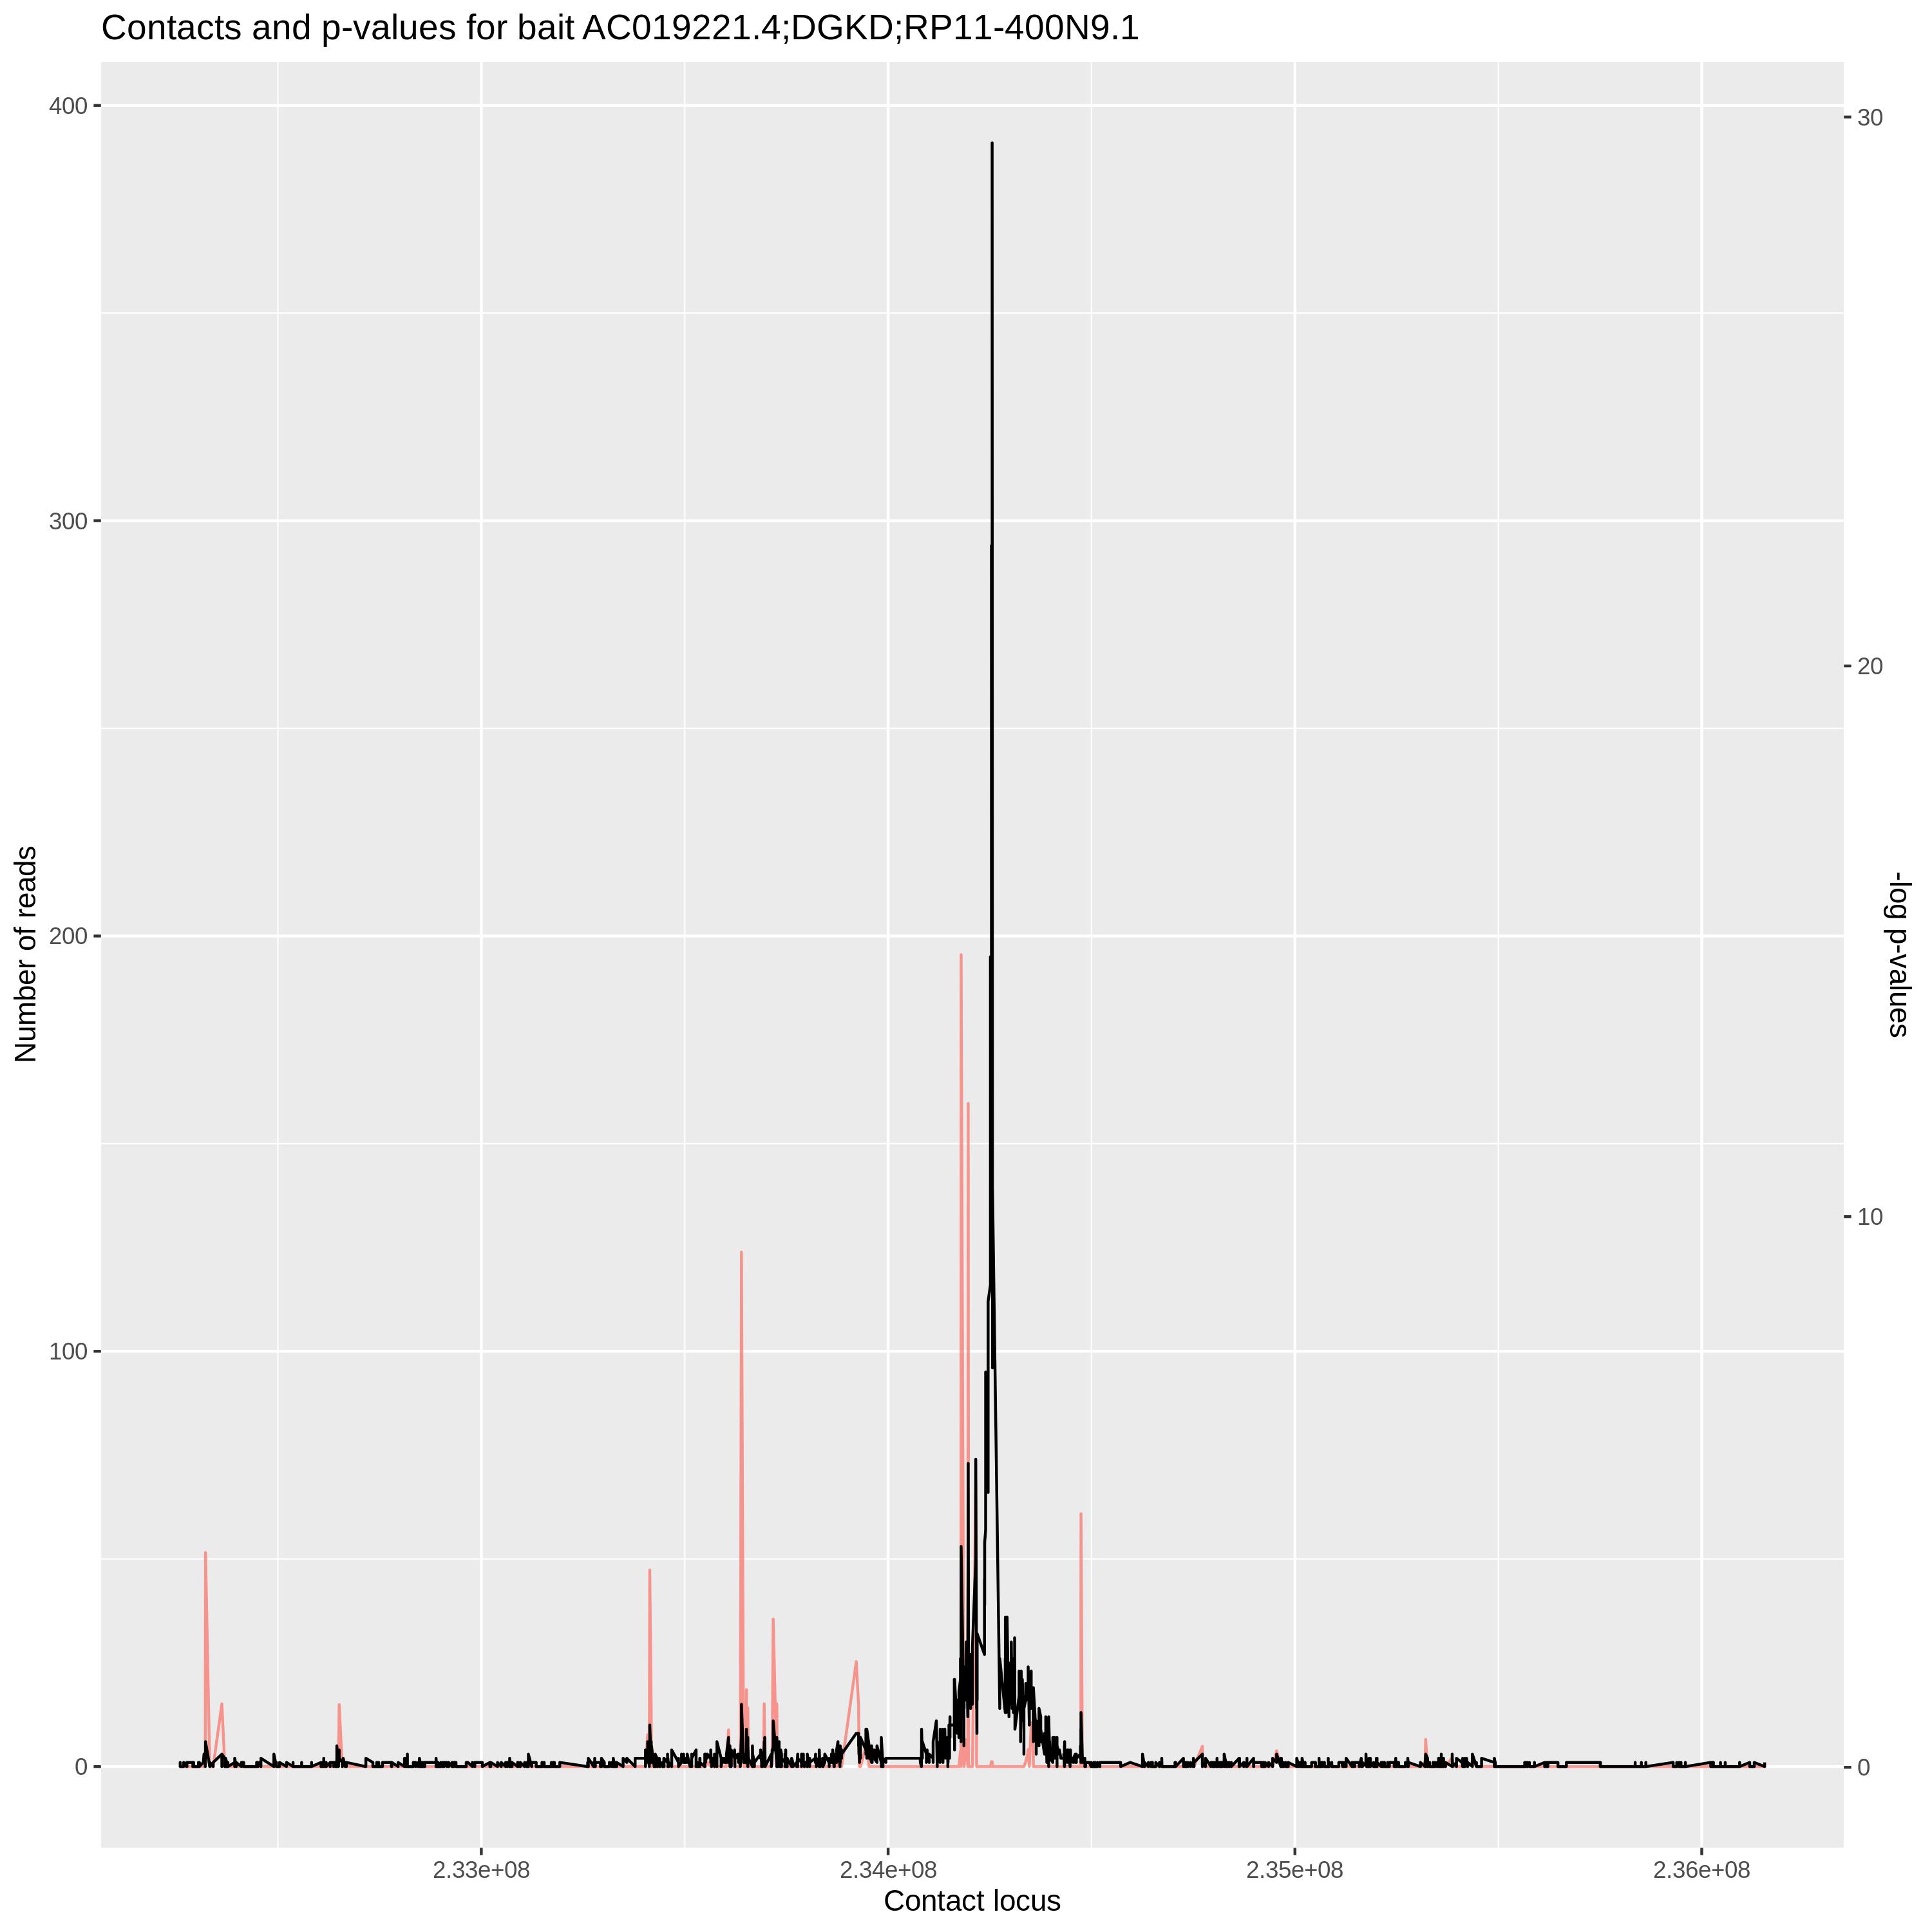 Contacts and p-values for bait AC019221.4;DGKD;RP11-400N9.1
400
300
200
100
0
Number of reads
30
20
10
0
-log p-values
2.33e+08
2.34e+08
2.35e+08
2.36e+08
Contact locus